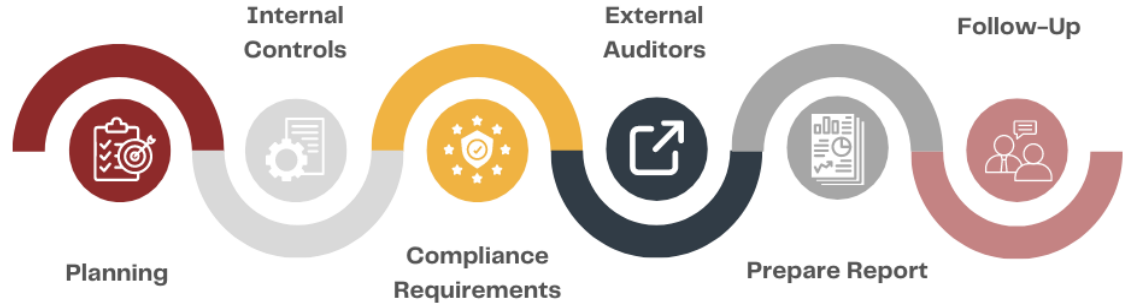 Planning
Internal
Controls
Compliance
Requirements
External
Auditors
Prepare Report
Follow-Up